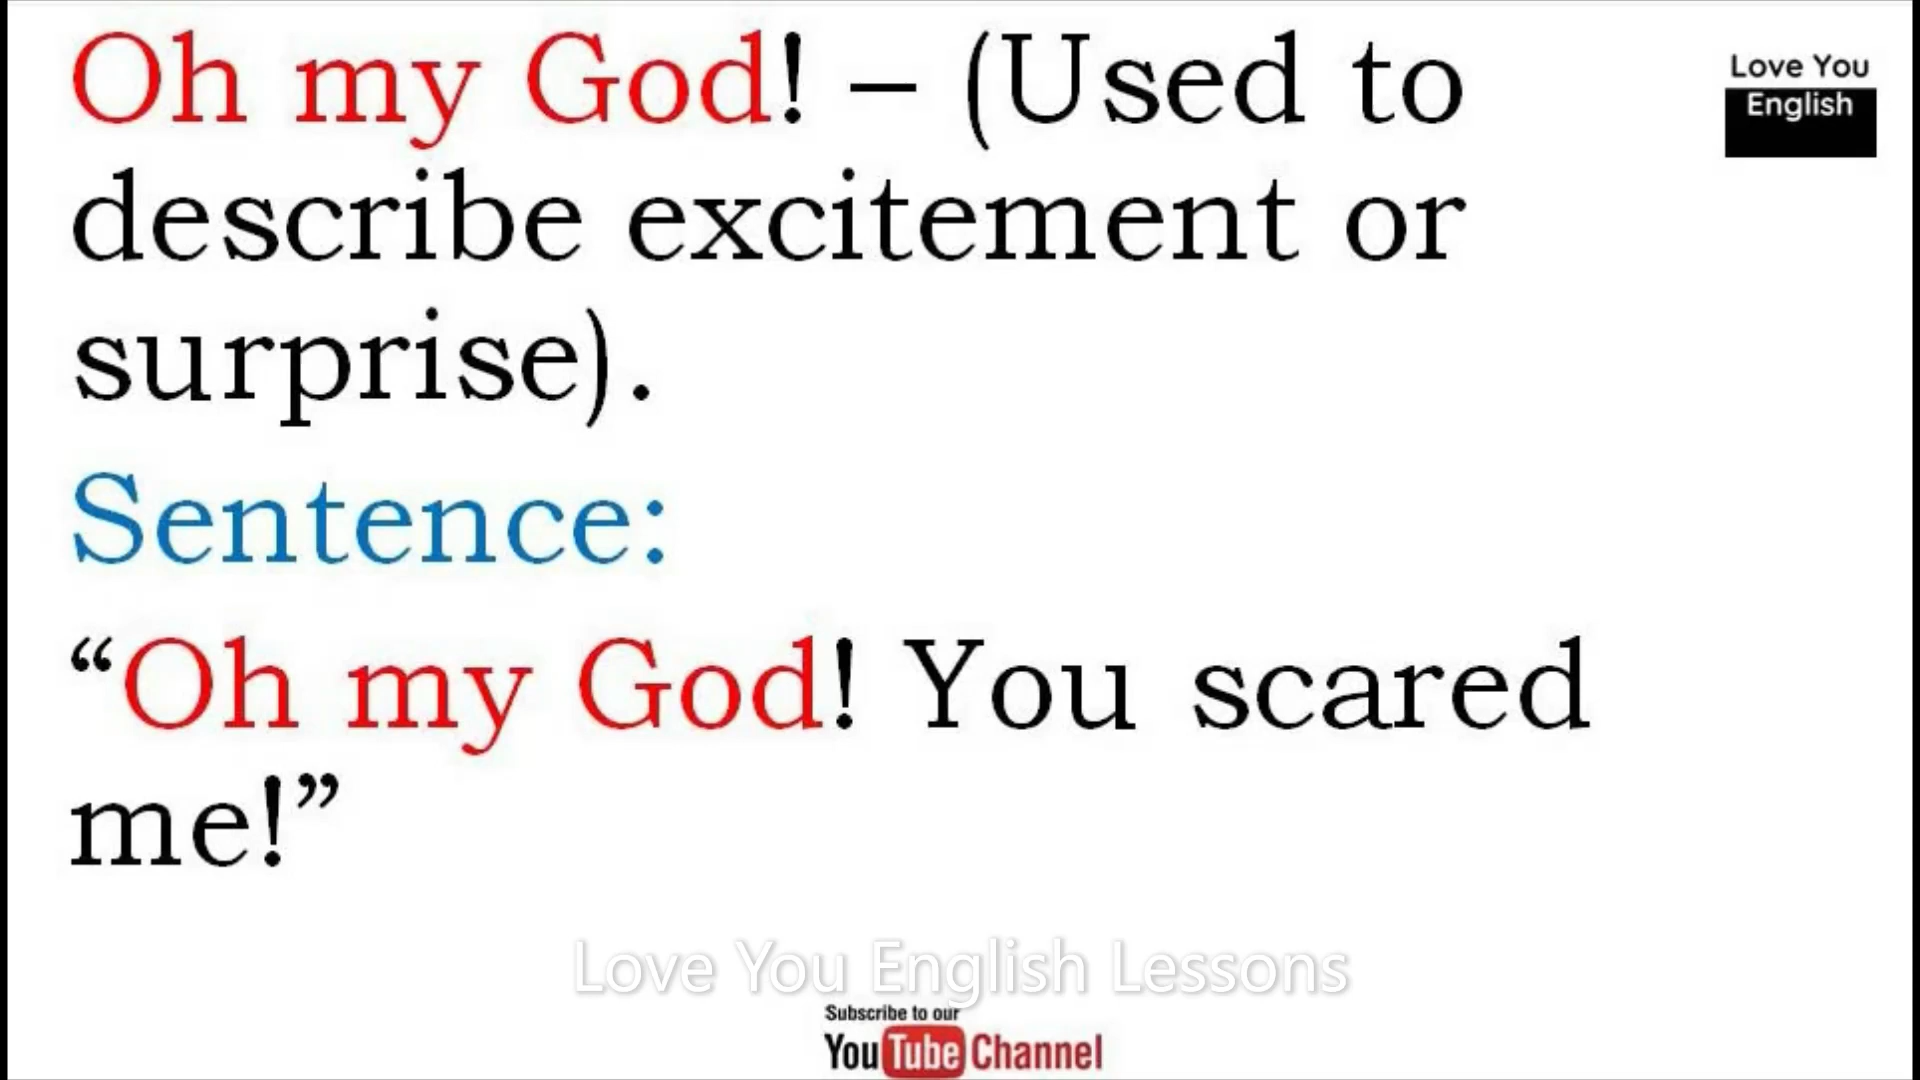 Oh my God! – (Used to
describe excitement or
surprise).
Sentence:
“Oh my God! You scared
me!”
Love You
English
Love You English Lessons
Subscribe to our
YouTube Channel